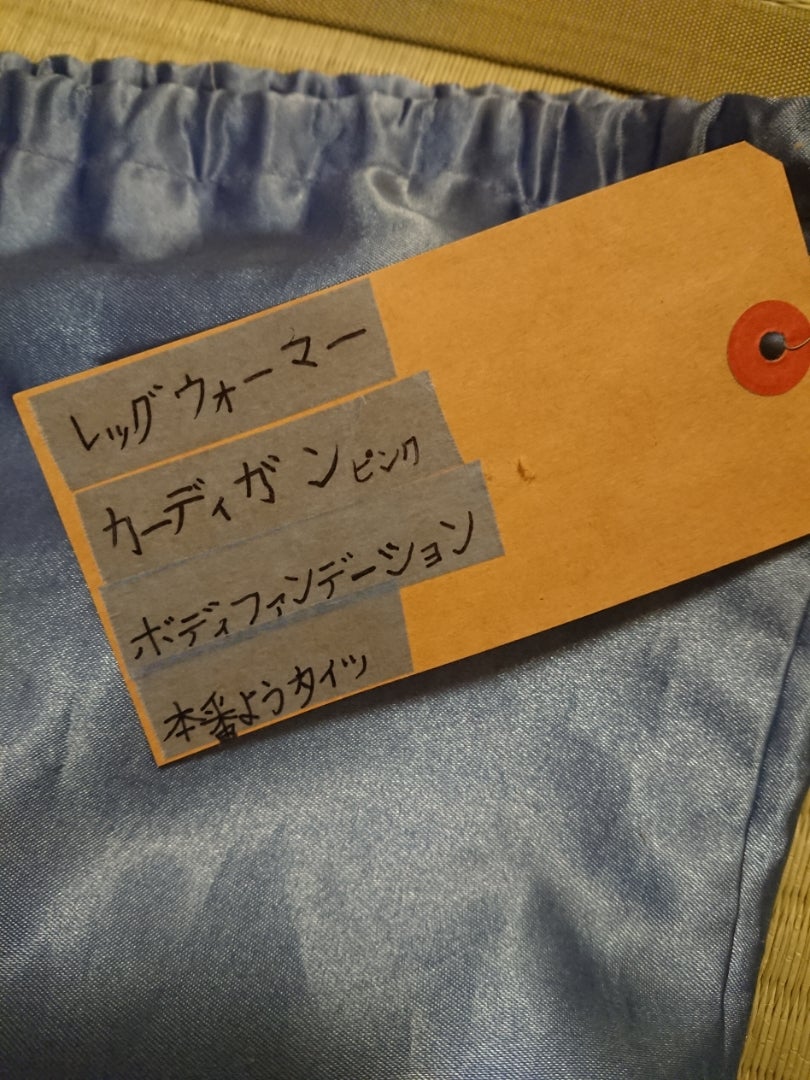 レッグウォーマー
カーディガンピンク
ボディファンデーション
本番ようタイツ